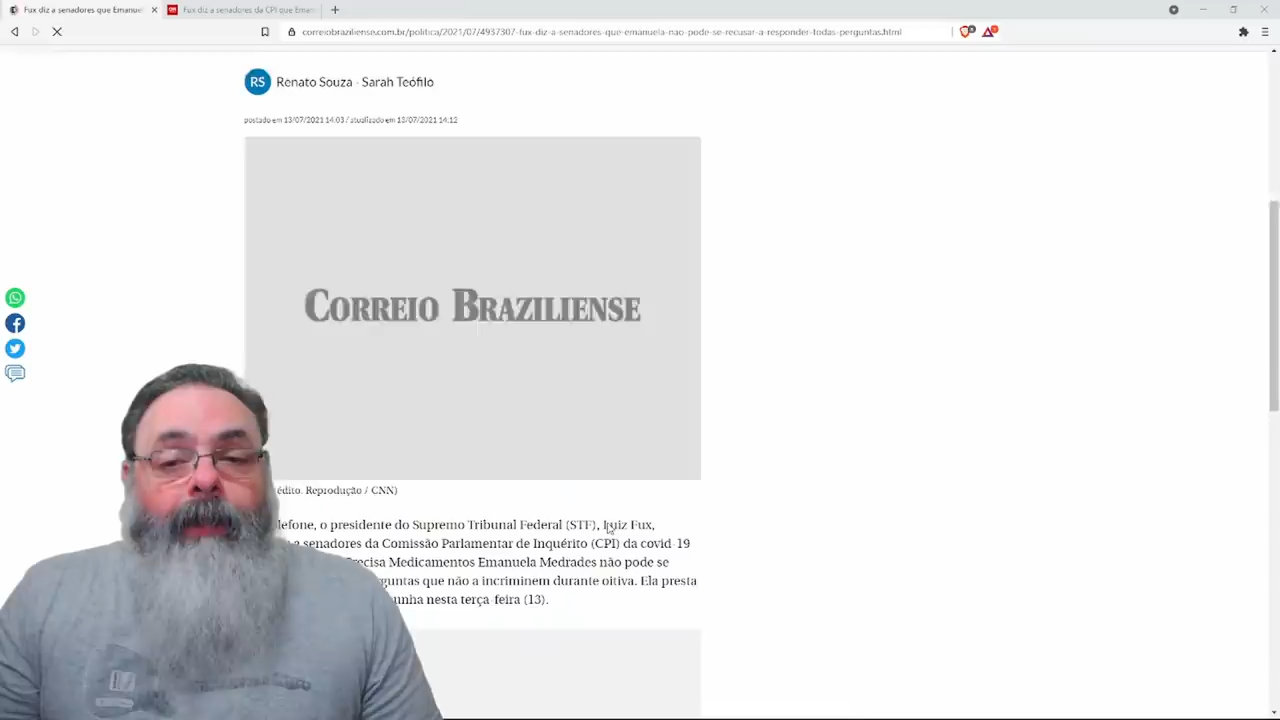 Fux diz a senadores que Emanuel
Fux diz a senadores da CPI que Eman
correiobraziliense.com.br/politica/2021/07/4937307-fux-diz-a-senadores-que-emanuela-nao-pode-se-recusar-a-responder-todas-perguntas.html
RS Renato Souza - Sarah Teófilo
postado em 13/07/2021 14:03 / atualizado em 13/07/2021 14:12
CORREIO BRAZILIENSE
édito: Reprodução / CNN)
lefone, o presidente do Supremo Tribunal Federal (STF), Luiz Fux,
a senadores da Comissão Parlamentar de Inquérito (CPI) da covid-19
Precisa Medicamentos Emanuela Medrades não pode se
guntas que não a incriminem durante oitiva. Ela presta
unha nesta terça-feira (13).